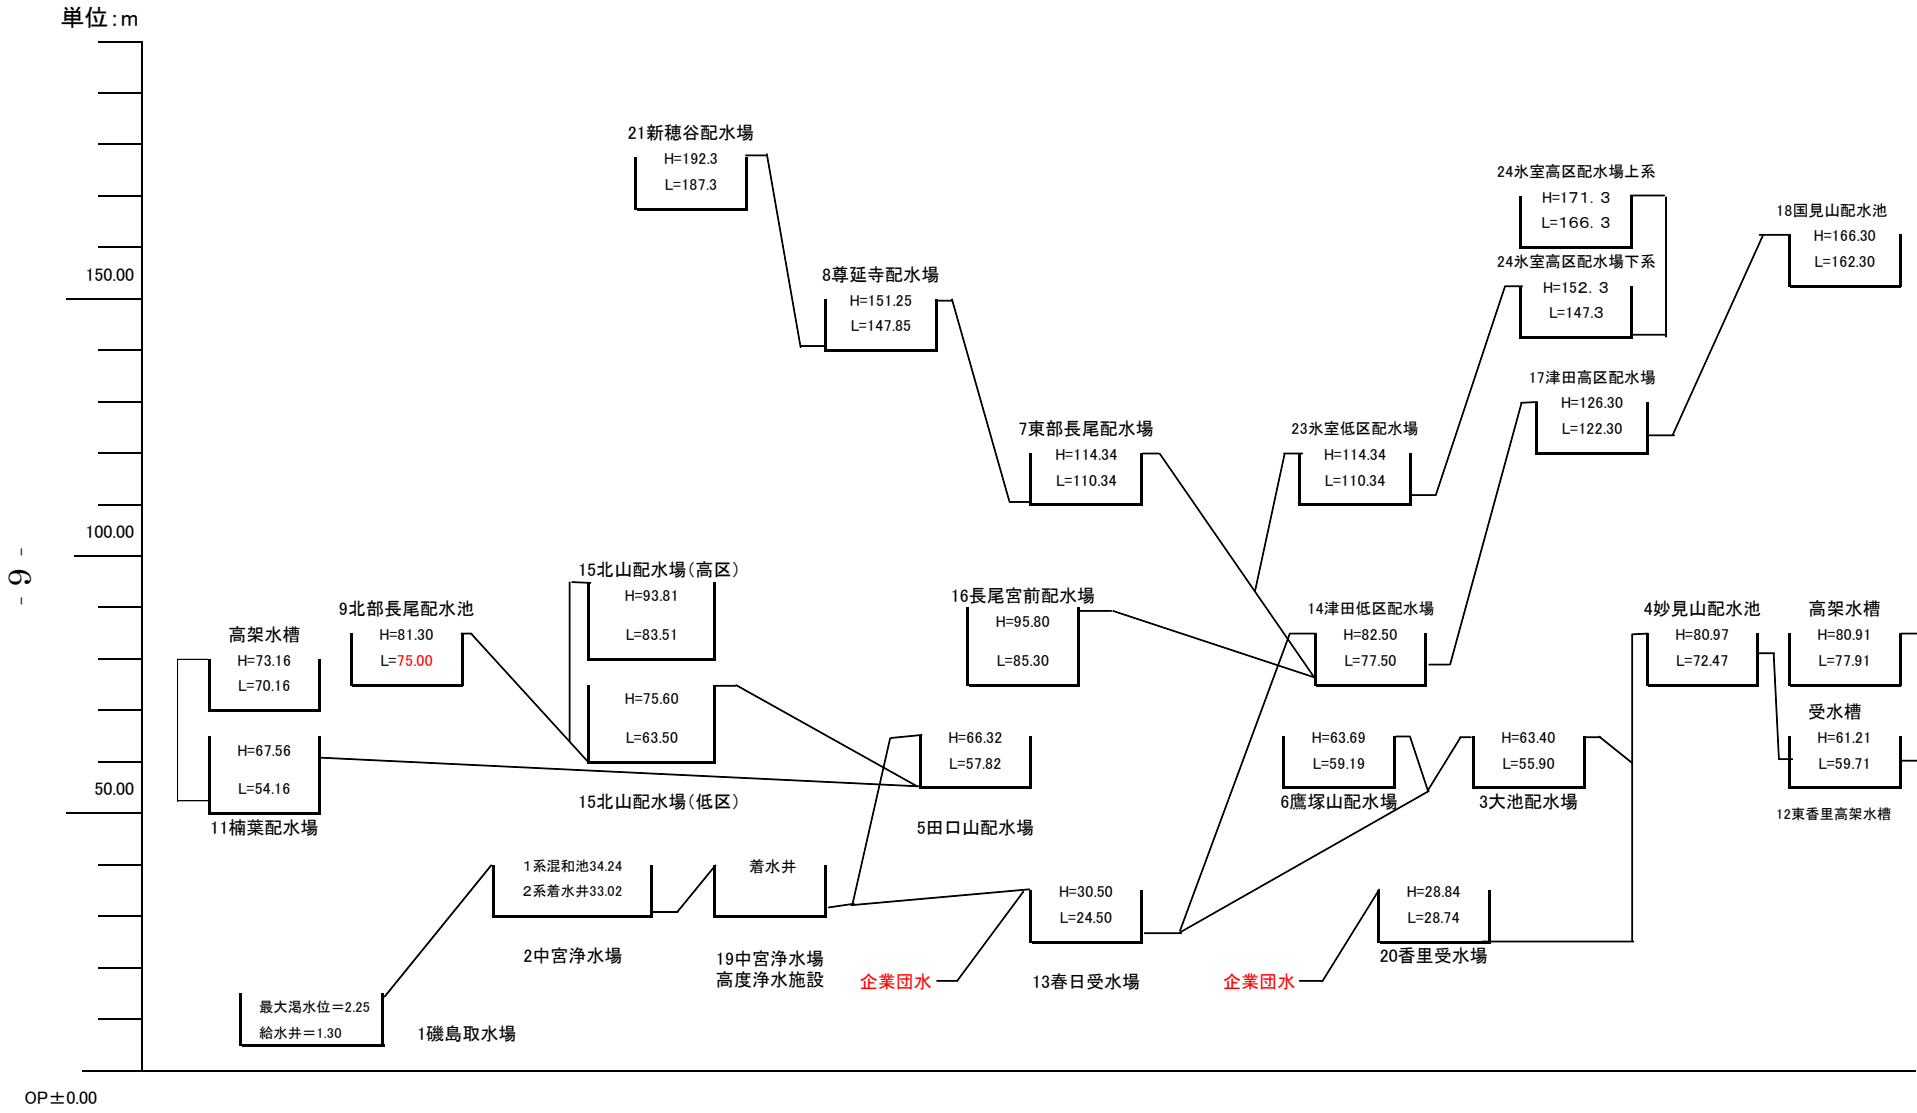 単位:m
21新穂谷配水場
H=192.3
L=187.3
24氷室高区配水場上系
H=171.3
L=166.3
18国見山配水池
H=166.30
L=162.30
24氷室高区配水場下系
H=152.3
L=147.3
150.00
8尊延寺配水場
H=151.25
L=147.85
17津田高区配水場
H=126.30
L=122.30
7東部長尾配水場
H=114.34
L=110.34
23氷室低区配水場
H=114.34
L=110.34
100.00
- 9 -
15北山配水場(高区)
H=93.81
L=83.51
16長尾宮前配水場
H=95.80
L=85.30
9北部長尾配水池
H=81.30
L=75.00
14津田低区配水場
H=82.50
L=77.50
4妙見山配水池
H=80.97
L=72.47
高架水槽
H=80.91
L=77.91
高架水槽
H=73.16
L=70.16
H=75.60
L=63.50
15北山配水場(低区)
受水槽
H=61.21
L=59.71
12東香里高架水槽
H=67.56
L=54.16
11楠葉配水場
H=66.32
L=57.82
5田口山配水場
H=63.69
L=59.19
6鷹塚山配水場
H=63.40
L=55.90
3大池配水場
50.00
1系混和池34.24
2系着水井33.02
2中宮浄水場
着水井
19中宮浄水場
高度浄水施設
H=30.50
L=24.50
13春日受水場
企業団水
H=28.84
L=28.74
20香里受水場
企業団水
最大渇水位=2.25
給水井=1.30
1磯島取水場
OP±0.00